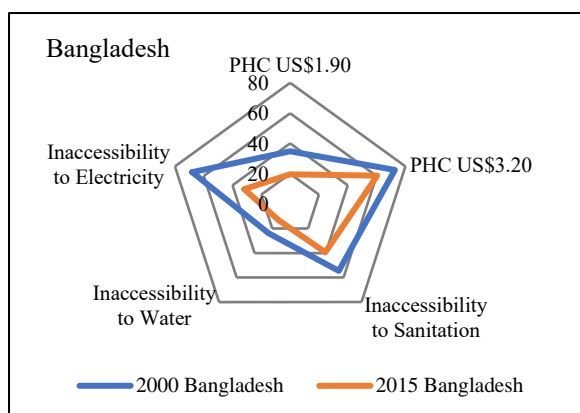 Bangladesh
PHC US$1.90
80
60
40
20
0
PHC US$3.20
Inaccessibility
to Sanitation
Inaccessibility
to Water
Inaccessibility
to Electricity
2000 Bangladesh
2015 Bangladesh